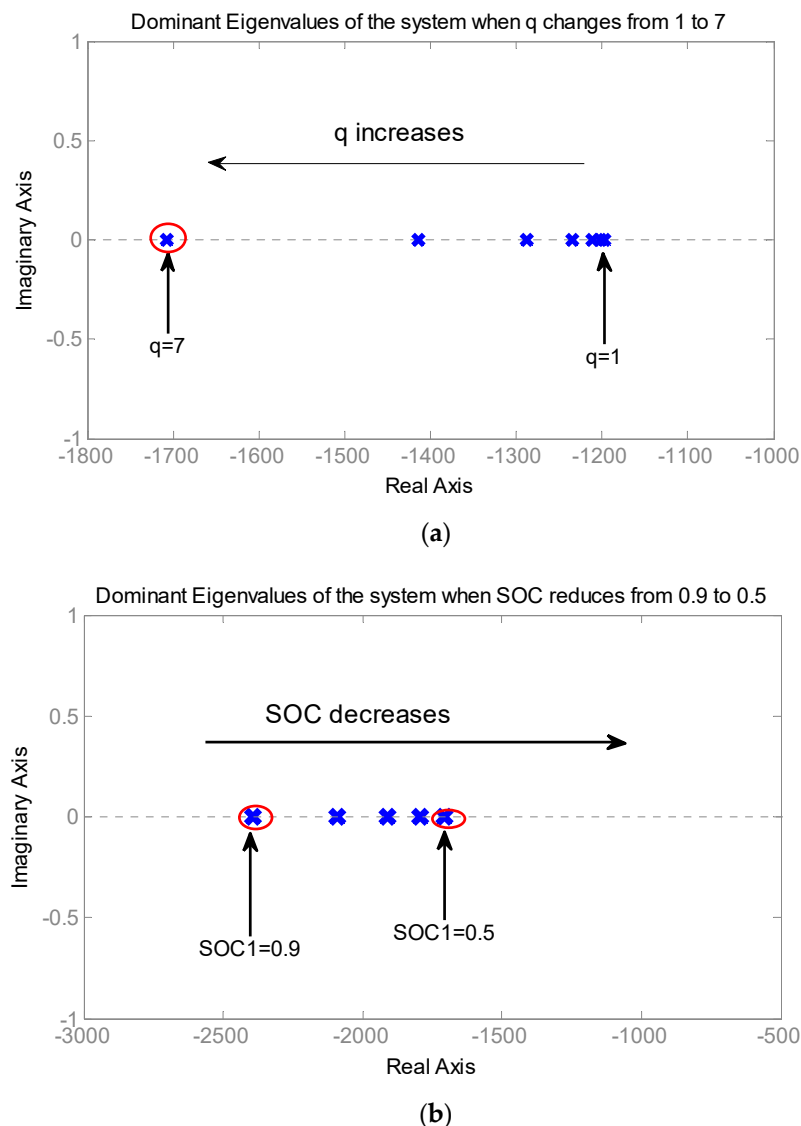 Dominant Eigenvalues of the system when q changes from 1 to 7
1
q increases
0.5
Imaginary Axis
0
-0.5
q=7
q=1
-1
-1800 -1700 -1600 -1500 -1400 -1300 -1200 -1100 -1000
Real Axis
(a)
Dominant Eigenvalues of the system when SOC reduces from 0.9 to 0.5
1
SOC decreases
0.5
Imaginary Axis
0
-0.5
SOC1=0.9
SOC1=0.5
-1
-3000 -2500 -2000 -1500 -1000 -500
Real Axis
(b)